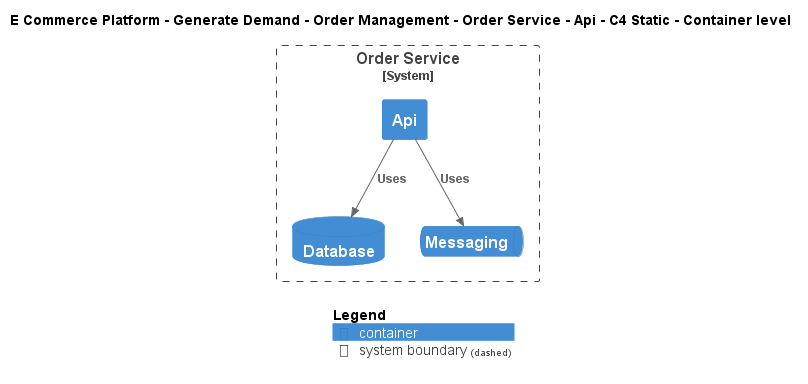 E Commerce Platform - Generate Demand - Order Management - Order Service - Api - C4 Static - Container level
Order Service
[System]
Api
Uses Uses
Database Messaging
Legend
container
system boundary (dashed)